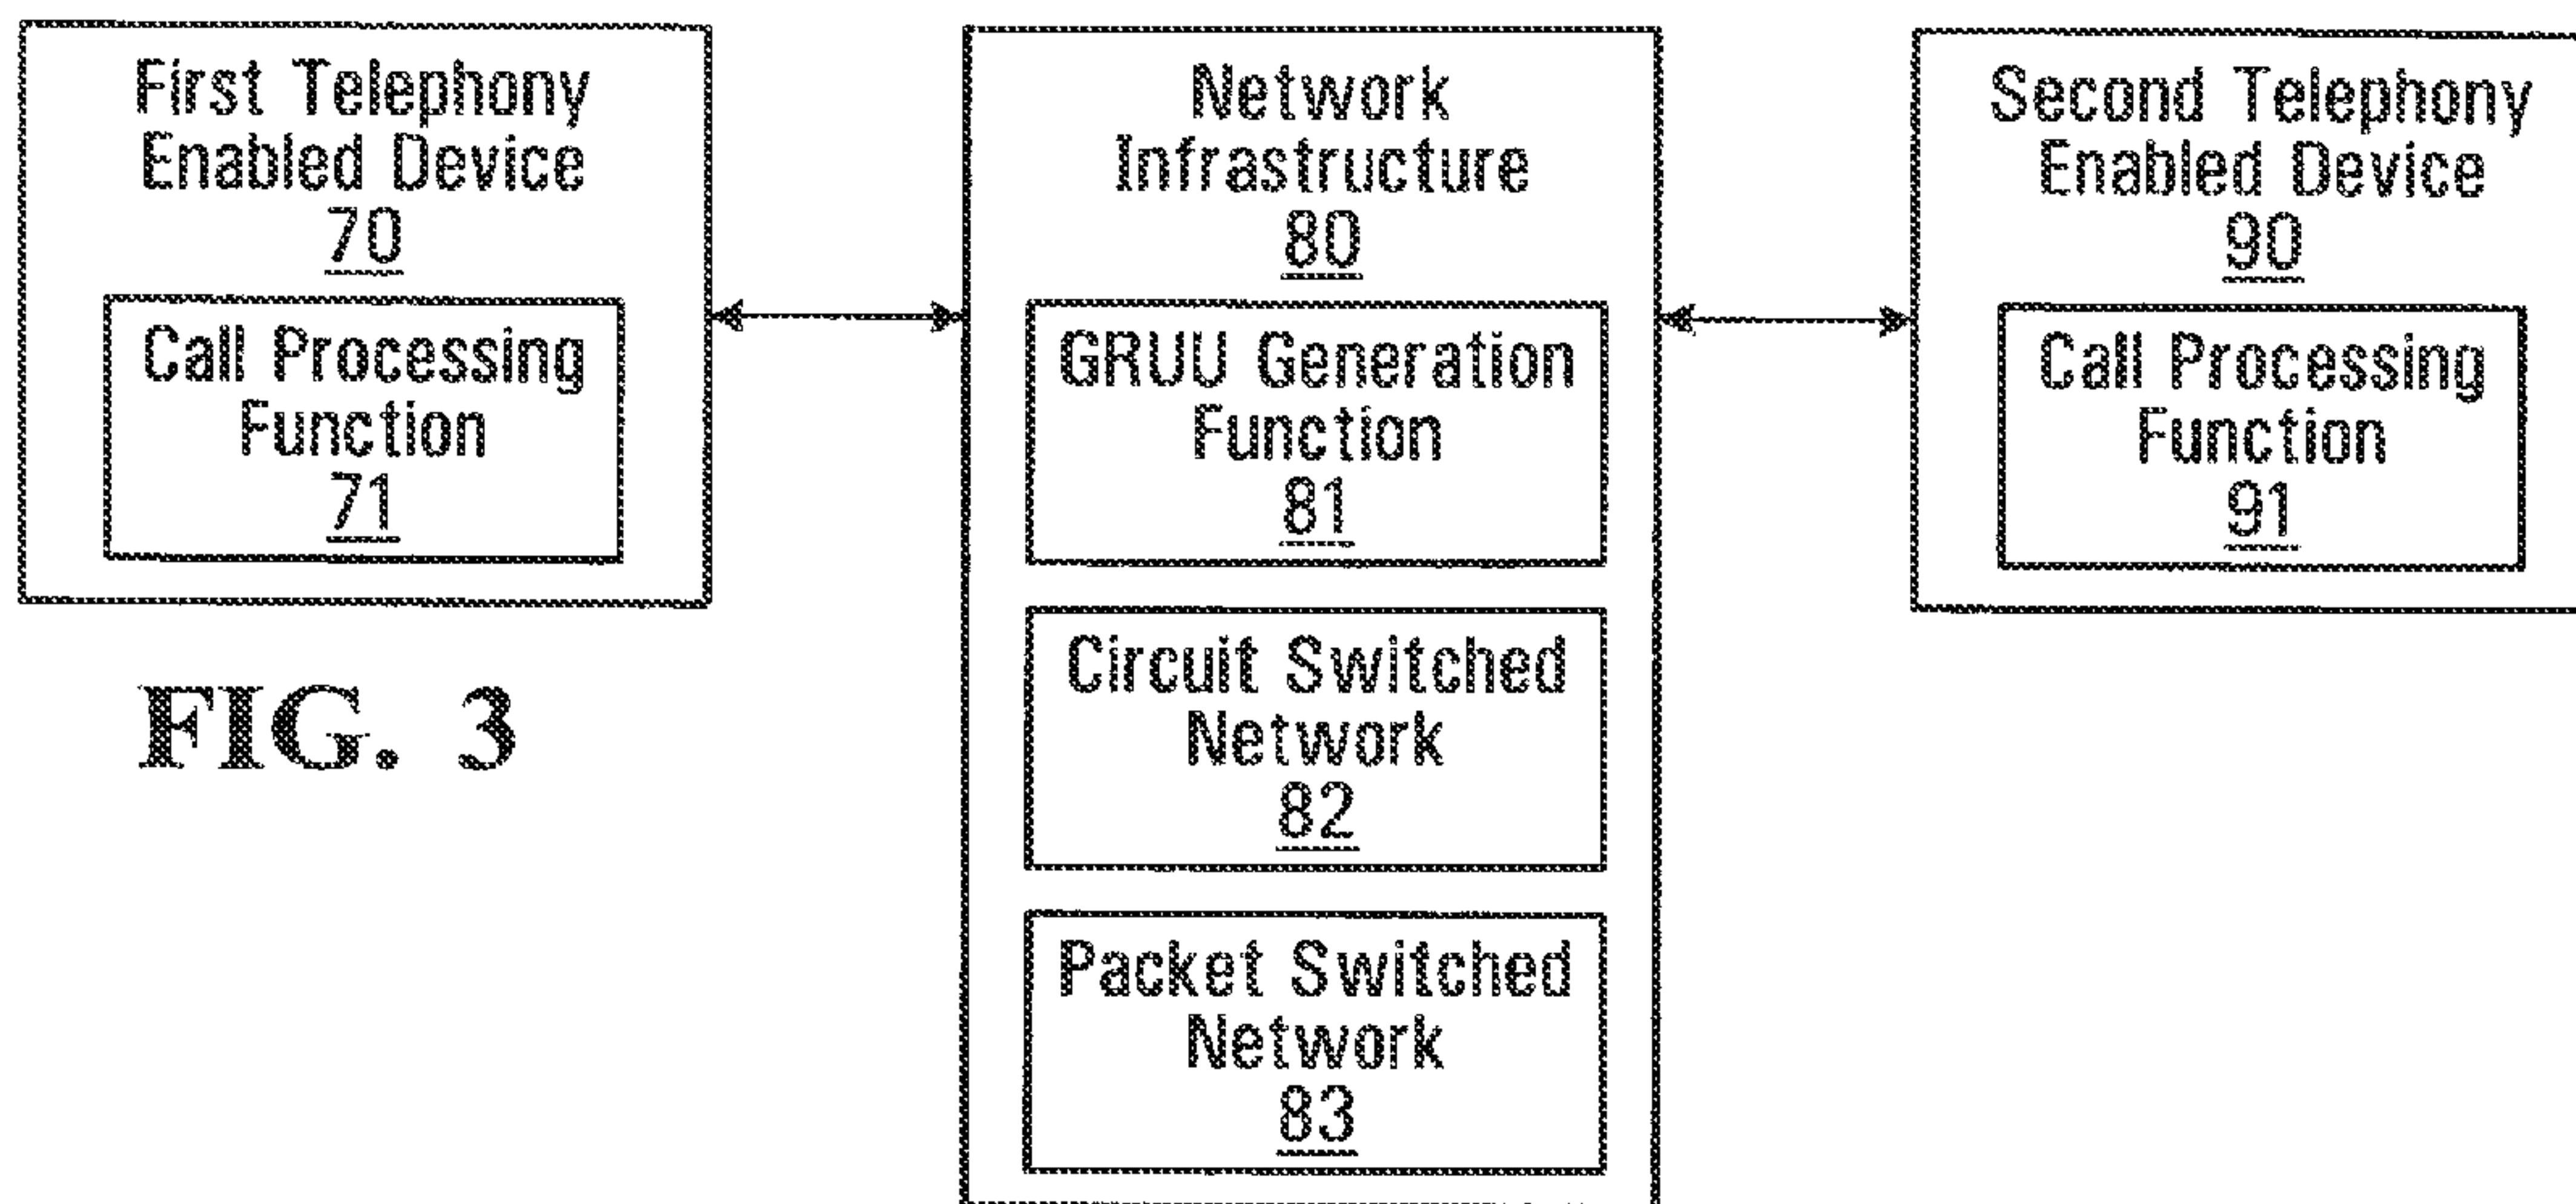 First Telephony
Enabled Device
70
Call Processing
Function
71
Network
Infrastructure
80
GRUU Generation
Function
81
Circuit Switched
Network
82
Packet Switched
Network
83
Second Telephony
Enabled Device
90
Call Processing
Function
91
FIG. 3